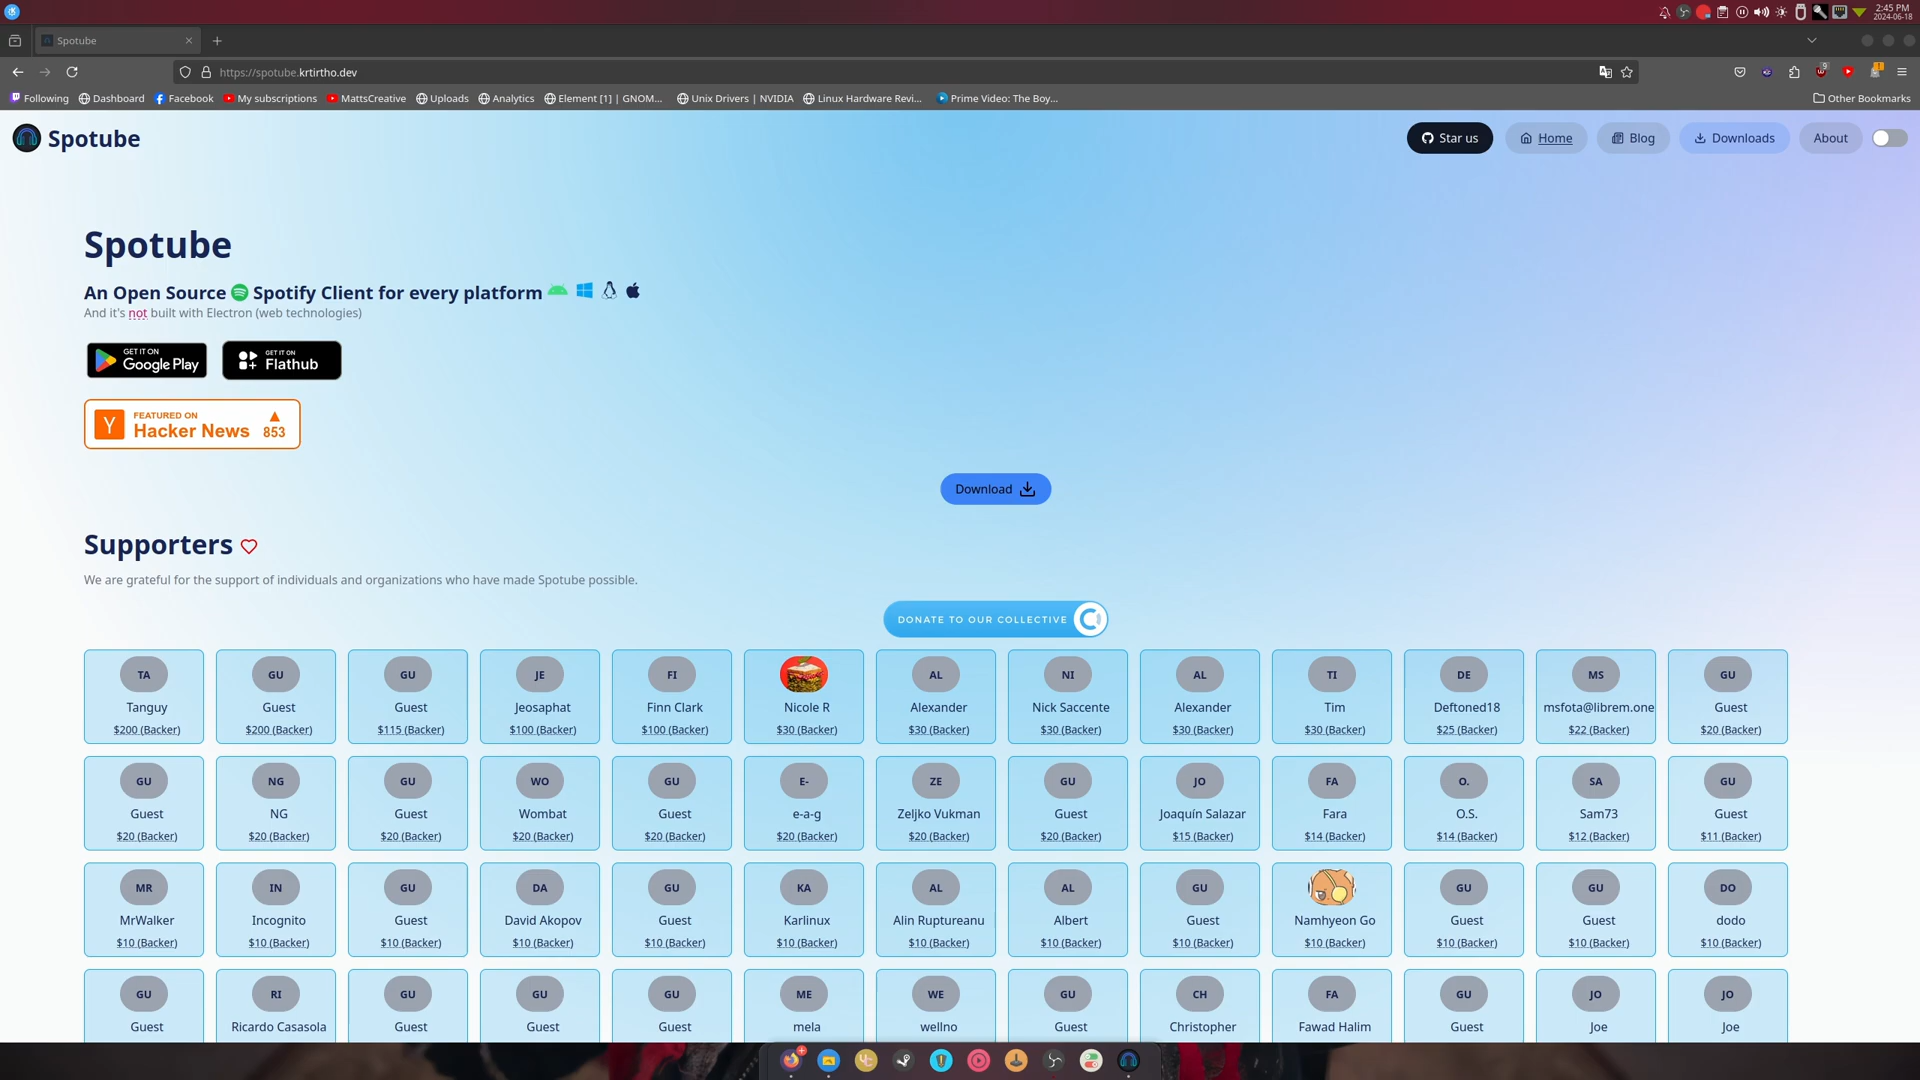 2:45 PM
2024-06-18
Spotube
https://spotube.krtirtho.dev
9
Following
Dashboard
Facebook
My subscriptions
MattsCreative
Uploads
Analytics
Element [1] | GNOM...
Unix Drivers | NVIDIA
Linux Hardware Revi...
Prime Video: The Boy...
Other Bookmarks
Spotube
Star us
Home
Blog
Downloads
About
Spotube
An Open Source Spotify Client for every platform
And it's not built with Electron (web technologies)
GET IT ON
Google Play
GET IT ON
Flathub
Y
FEATURED ON
Hacker News
853
Download
Supporters
We are grateful for the support of individuals and organizations who have made Spotube possible.
DONATE TO OUR COLLECTIVE
TA GU GU JE FI AL NI AL TI DE MS GU
Tanguy Guest Guest Jeosaphat Finn Clark Nicole R Alexander Nick Saccente Alexander Tim Deftoned18 msfota@librem.one Guest
$200 (Backer) $200 (Backer) $115 (Backer) $100 (Backer) $100 (Backer) $30 (Backer) $30 (Backer) $30 (Backer) $30 (Backer) $30 (Backer) $25 (Backer) $22 (Backer) $20 (Backer)
GU NG GU WO GU E- ZE GU JO FA O. SA GU
Guest NG Guest Wombat Guest e-a-g Zeljko Vukman Guest Joaquín Salazar Fara O.S. Sam73 Guest
$20 (Backer) $20 (Backer) $20 (Backer) $20 (Backer) $20 (Backer) $20 (Backer) $20 (Backer) $20 (Backer) $15 (Backer) $14 (Backer) $14 (Backer) $12 (Backer) $11 (Backer)
MR IN GU DA GU KA AL AL GU GU GU DO
MrWalker Incognito Guest David Akopov Guest Karlinux Alin Ruptureanu Albert Guest Namhyeon Go Guest Guest dodo
$10 (Backer) $10 (Backer) $10 (Backer) $10 (Backer) $10 (Backer) $10 (Backer) $10 (Backer) $10 (Backer) $10 (Backer) $10 (Backer) $10 (Backer) $10 (Backer) $10 (Backer)
GU RI GU GU GU ME WE GU CH FA GU JO JO
Guest Ricardo Casasola Guest Guest Guest mela wellno Guest Christopher Fawad Halim Guest Joe Joe